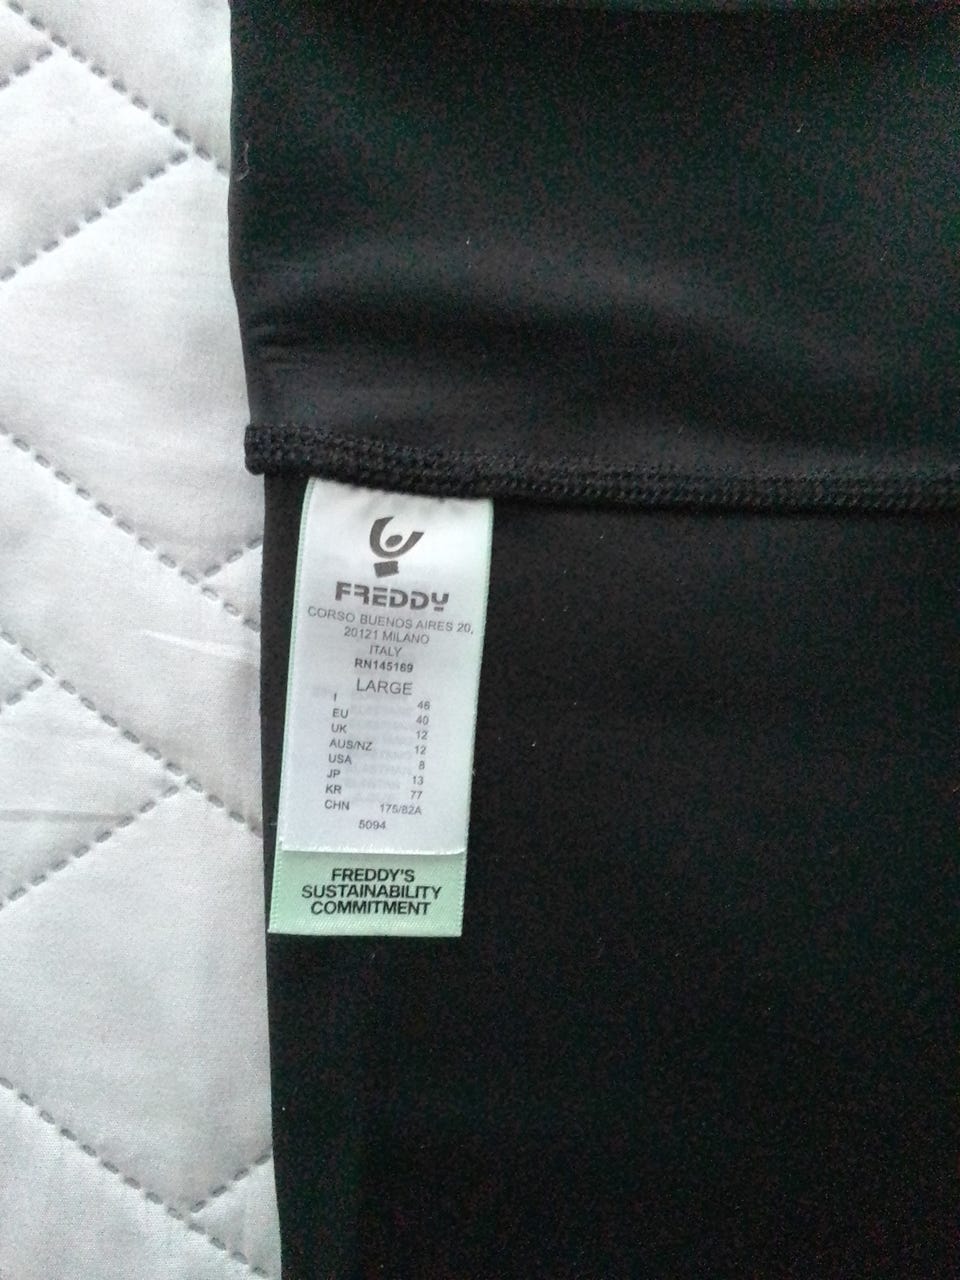 FREDDY
CORSO BUENOS AIRES 20,
20121 MILANO
ITALY
RN145169
LARGE
I 46
EU 40
UK 12
AUS/NZ 12
USA 8
JP 13
KR 77
CHN 175/82A
5094
FREDDY'S
SUSTAINABILITY
COMMITMENT